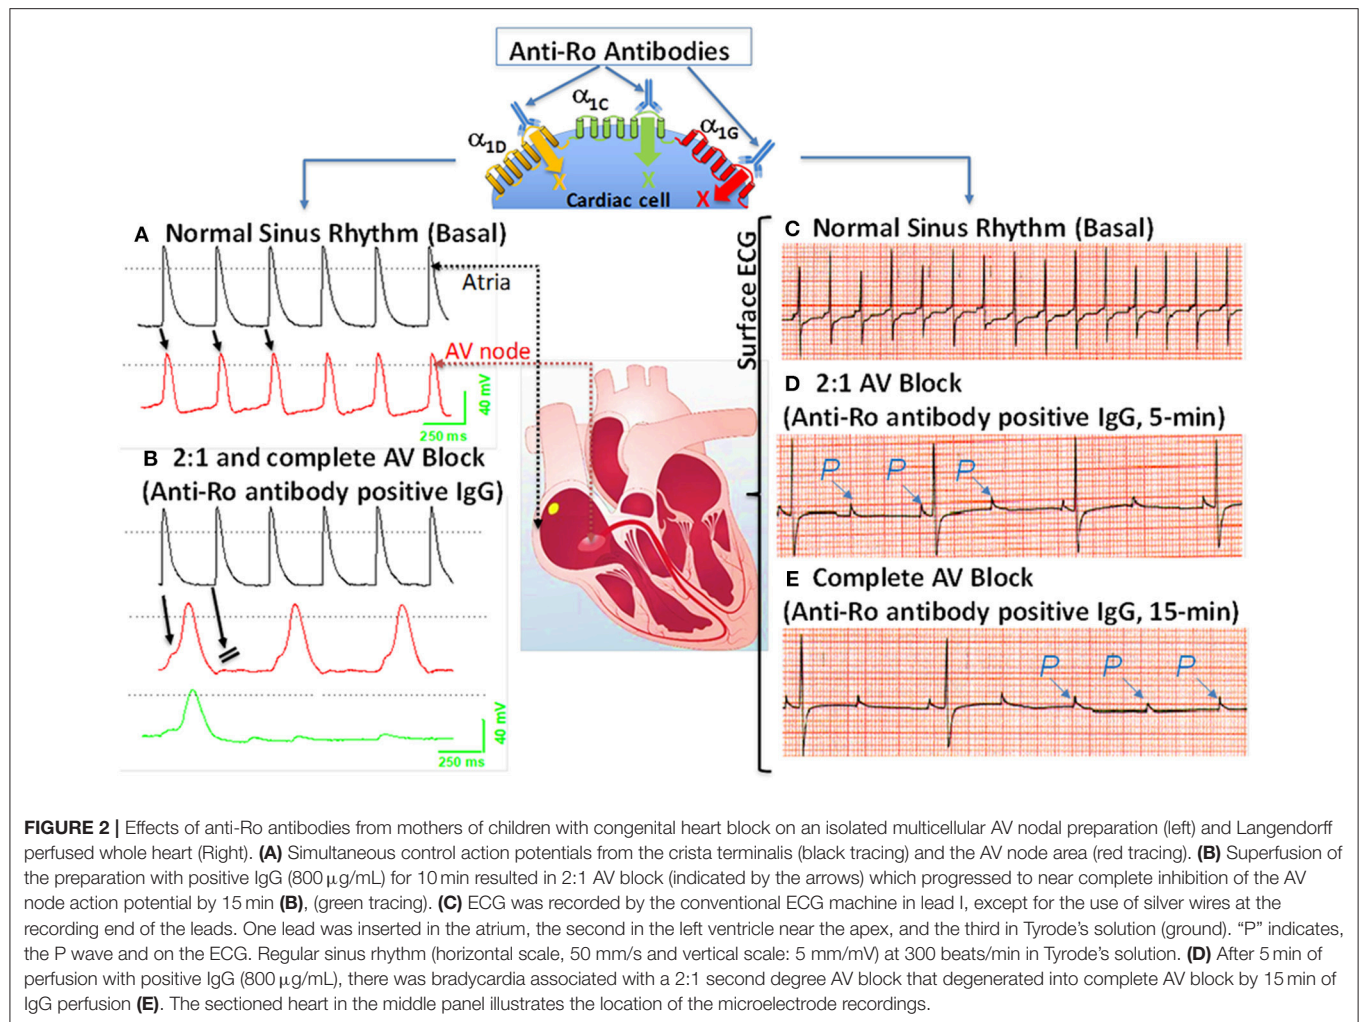 Anti-Ro Antibodies
α1C
α1D
α1G
X
X
X
Cardiac cell
A Normal Sinus Rhythm (Basal)
Atria
AV node
40 mV
250 ms
B 2:1 and complete AV Block
(Anti-Ro antibody positive IgG)
40 mV
250 ms
Surface ECG
C Normal Sinus Rhythm (Basal)
D 2:1 AV Block
(Anti-Ro antibody positive IgG, 5-min)
P
P
P
E Complete AV Block
(Anti-Ro antibody positive IgG, 15-min)
P
P
P
FIGURE 2 | Effects of anti-Ro antibodies from mothers of children with congenital heart block on an isolated multicellular AV nodal preparation (left) and Langendorff
perfused whole heart (Right). (A) Simultaneous control action potentials from the crista terminalis (black tracing) and the AV node area (red tracing). (B) Superfusion of
the preparation with positive IgG (800 μg/mL) for 10 min resulted in 2:1 AV block (indicated by the arrows) which progressed to near complete inhibition of the AV
node action potential by 15 min (B), (green tracing). (C) ECG was recorded by the conventional ECG machine in lead I, except for the use of silver wires at the
recording end of the leads. One lead was inserted in the atrium, the second in the left ventricle near the apex, and the third in Tyrode's solution (ground). "P" indicates,
the P wave and on the ECG. Regular sinus rhythm (horizontal scale, 50 mm/s and vertical scale: 5 mm/mV) at 300 beats/min in Tyrode's solution. (D) After 5 min of
perfusion with positive IgG (800 μg/mL), there was bradycardia associated with a 2:1 second degree AV block that degenerated into complete AV block by 15 min of
IgG perfusion (E). The sectioned heart in the middle panel illustrates the location of the microelectrode recordings.